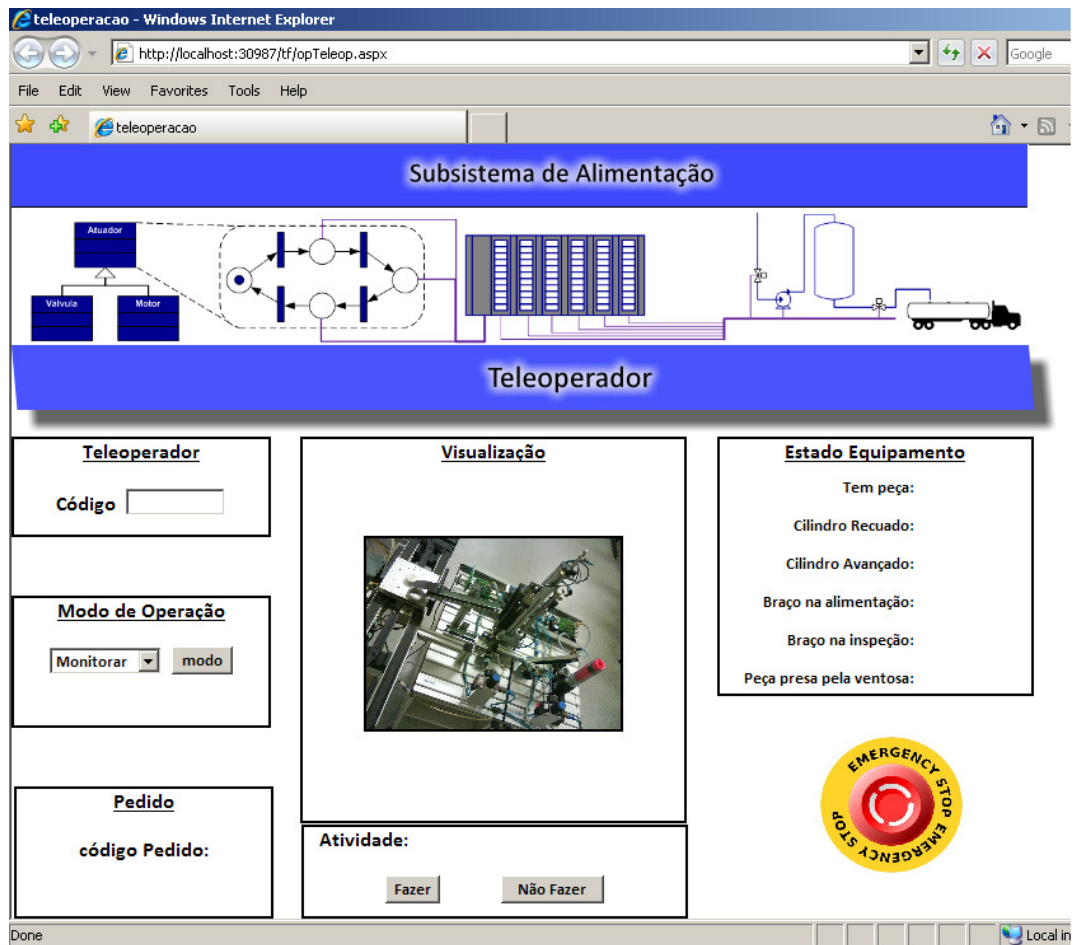 teleoperacao - Windows Internet Explorer
http://localhost:30987/tf/opTeleop.aspx
Google
File Edit View Favorites Tools Help
teleoperacao
Subsistema de Alimentação
Atuador
Válvula Motor
Teleoperador
Teleoperador
Código
Modo de Operação
Monitorar modo
Pedido
código Pedido:
Visualização
Atividade:
Fazer Não Fazer
Estado Equipamento
Tem peça:
Cilindro Recuado:
Cilindro Avançado:
Braço na alimentação:
Braço na inspeção:
Peça presa pela ventosa:
EMERGENCY STOP EMERGENCY STOP
Done
Local in